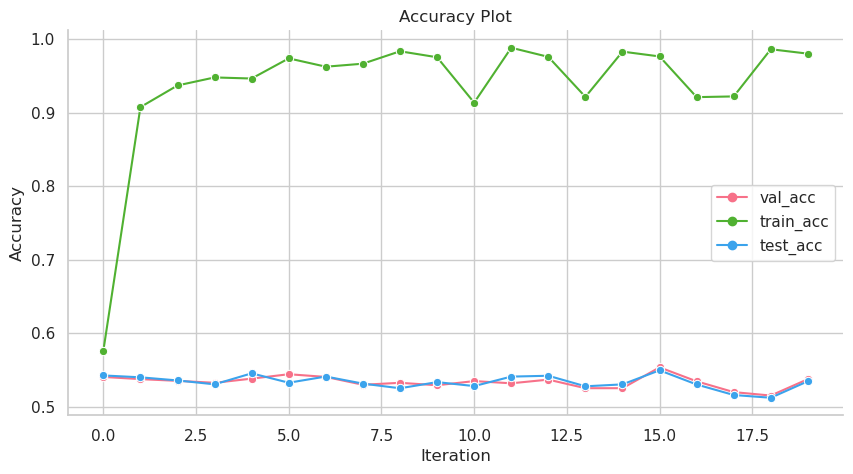 Accuracy Plot
1.0
0.9
0.8
0.7
0.6
0.5
Accuracy
val_acc
train_acc
test_acc
0.0 2.5 5.0 7.5 10.0 12.5 15.0 17.5
Iteration